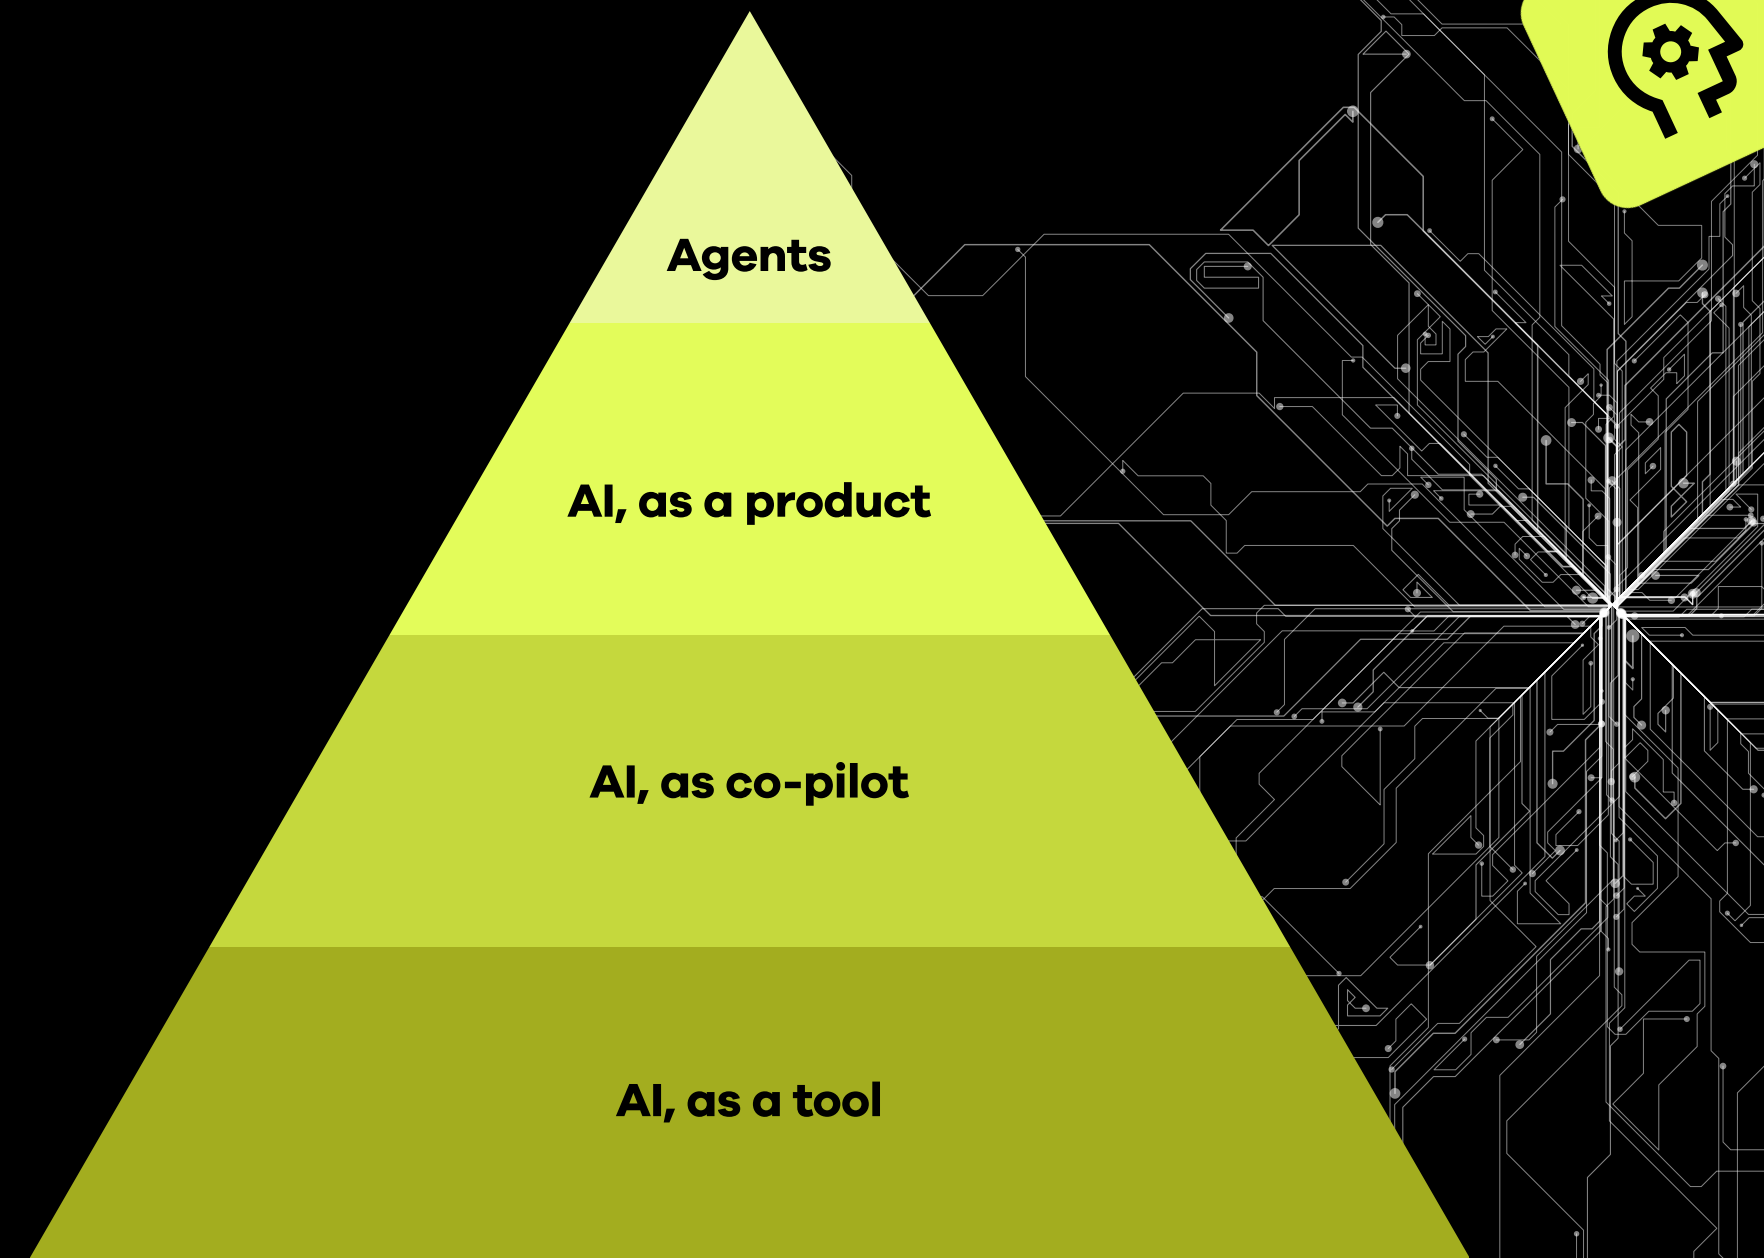 Agents
AI, as a product
AI, as co-pilot
AI, as a tool